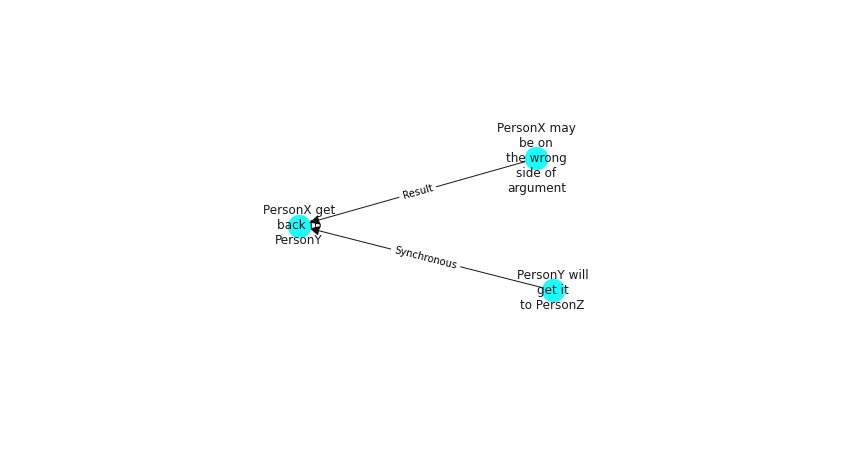 PersonX may
be on
the wrong
side of
argument
Result
PersonX get
back to
PersonY
Synchronous
PersonY will
get it
to PersonZ